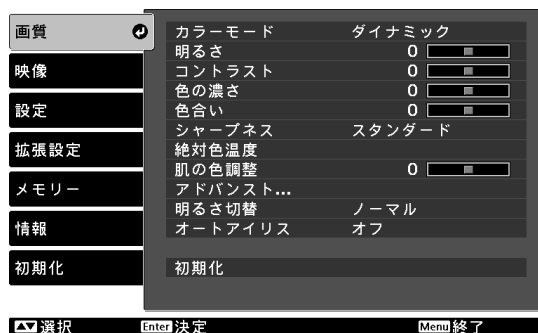 画質
映像
設定
拡張設定
メモリー
情報
初期化
カラーモード ダイナミック
明るさ 0
コントラスト 0
色の濃さ 0
色合い 0
シャープネス スタンダード
絶対色温度
肌の色調整 0
アドバンスト...
明るさ切替 ノーマル
オートアイリス オフ
初期化
選択 Enter 決定 Menu 終了